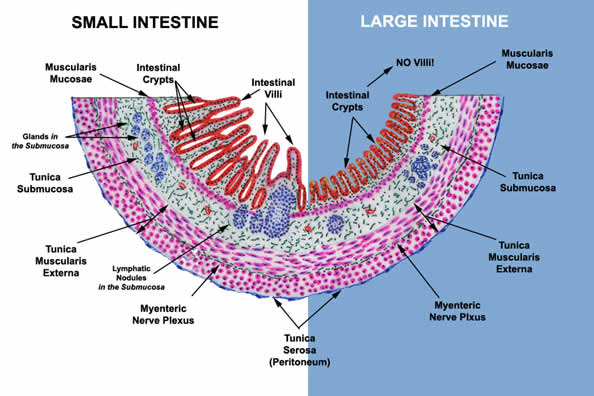 SMALL INTESTINE
LARGE INTESTINE
Muscularis
Mucosae
Intestinal
Crypts
Intestinal
Villi
Glands in
the Submucosa
Tunica
Submucosa
Tunica
Muscularis
Externa
Lymphatic
Nodules
in the Submucosa
Myenteric
Nerve Plexus
Tunica
Serosa
(Peritoneum)
NO Villi!
Intestinal
Crypts
Muscularis
Mucosae
Tunica
Submucosa
Tunica
Muscularis
Externa
Myenteric
Nerve Plxus